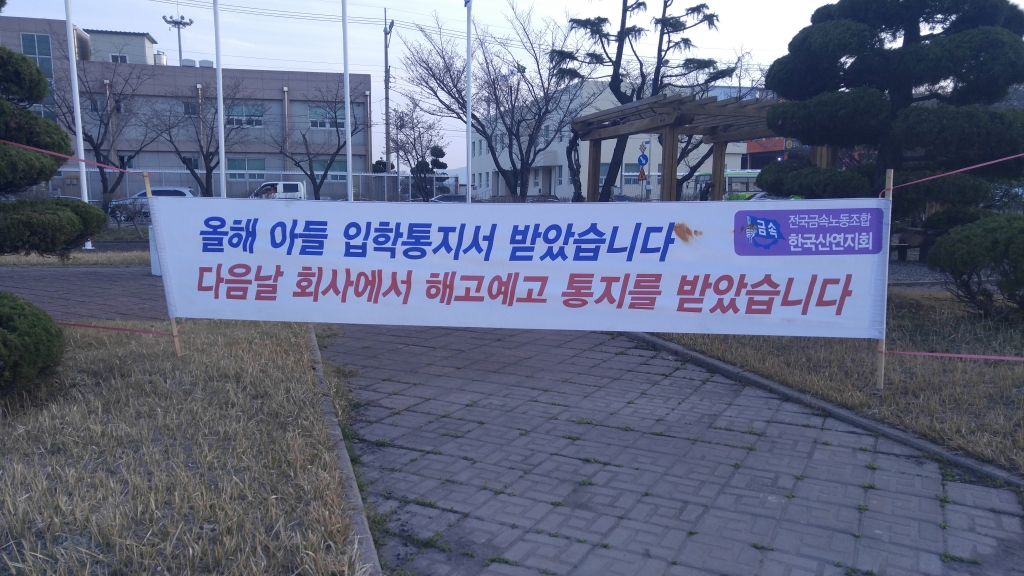 올해 아들 입학통지서 받았습니다
다음날 회사에서 해고예고 통지를 받았습니다
금속
전국금속노동조합
한국산연지회